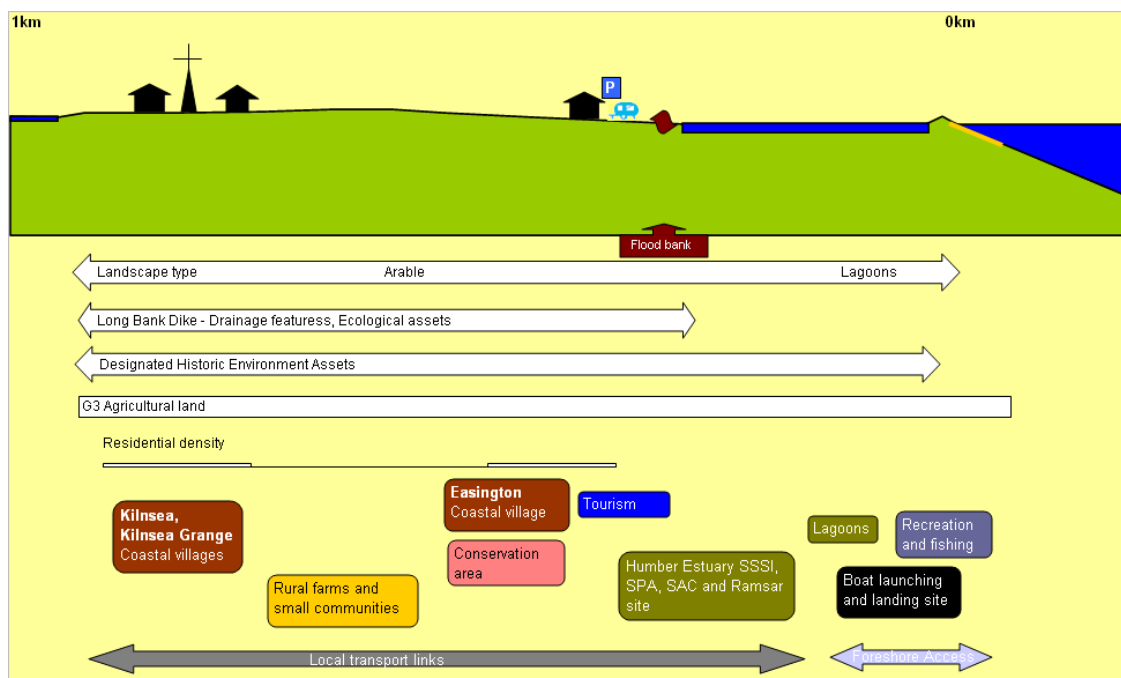 1km
0km
P
Flood bank
Landscape type
Arable
Lagoons
Long Bank Dike - Drainage featuress, Ecological assets
Designated Historic Environment Assets
G3 Agricultural land
Residential density
Kilnsea,
Kilnsea Grange
Coastal villages
Easington
Coastal village
Tourism
Lagoons
Recreation
and fishing
Conservation
area
Rural farms and
small communities
Humber Estuary SSSI,
SPA, SAC and Ramsar
site
Boat launching
and landing site
Local transport links
Foreshore Access